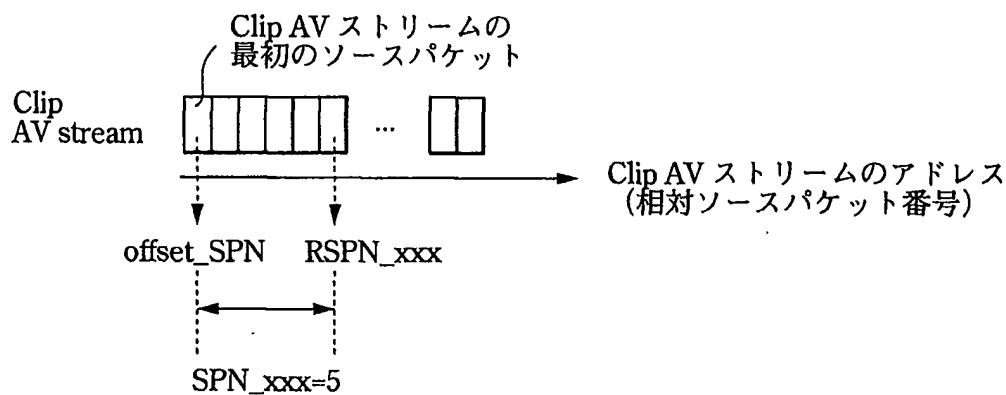 Clip AV ストリームの
最初のソースパケット
Clip
AV stream
...
Clip AV ストリームのアドレス
(相対ソースパケット番号)
offset_SPN RSPN_xxx
SPN_xxx=5